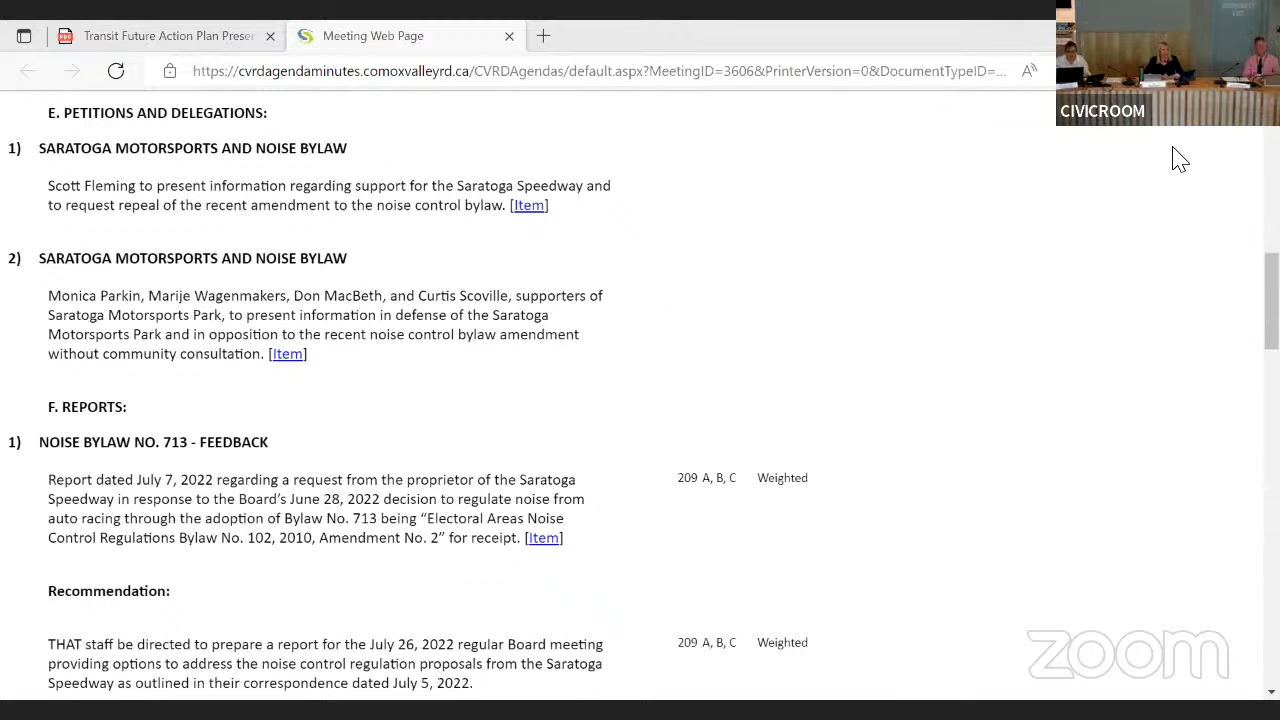 Transit Future Action Plan Prese
Meeting Web Page
https://cvrdagendaminutes.comoxvalleyrd.ca/CVRDAgendas/default.aspx?MeetingID=3606&PrinterVersion=0&DocumentTypeID=...
CIVICROOM
E. PETITIONS AND DELEGATIONS:
1) SARATOGA MOTORSPORTS AND NOISE BYLAW
Scott Fleming to present information regarding support for the Saratoga Speedway and
to request repeal of the recent amendment to the noise control bylaw. [Item]
2) SARATOGA MOTORSPORTS AND NOISE BYLAW
Monica Parkin, Marije Wagenmakers, Don MacBeth, and Curtis Scoville, supporters of
Saratoga Motorsports Park, to present information in defense of the Saratoga
Motorsports Park and in opposition to the recent noise control bylaw amendment
without community consultation. [Item]
F. REPORTS:
1) NOISE BYLAW NO. 713 - FEEDBACK
Report dated July 7, 2022 regarding a request from the proprietor of the Saratoga 209 A, B, C Weighted
Speedway in response to the Board's June 28, 2022 decision to regulate noise from
auto racing through the adoption of Bylaw No. 713 being “Electoral Areas Noise
Control Regulations Bylaw No. 102, 2010, Amendment No. 2” for receipt. [Item]
Recommendation:
THAT staff be directed to prepare a report for the July 26, 2022 regular Board meeting 209 A, B, C Weighted
providing options to address the noise control regulation proposals from the Saratoga
Speedway as outlined in their correspondence dated July 5, 2022.
zoom